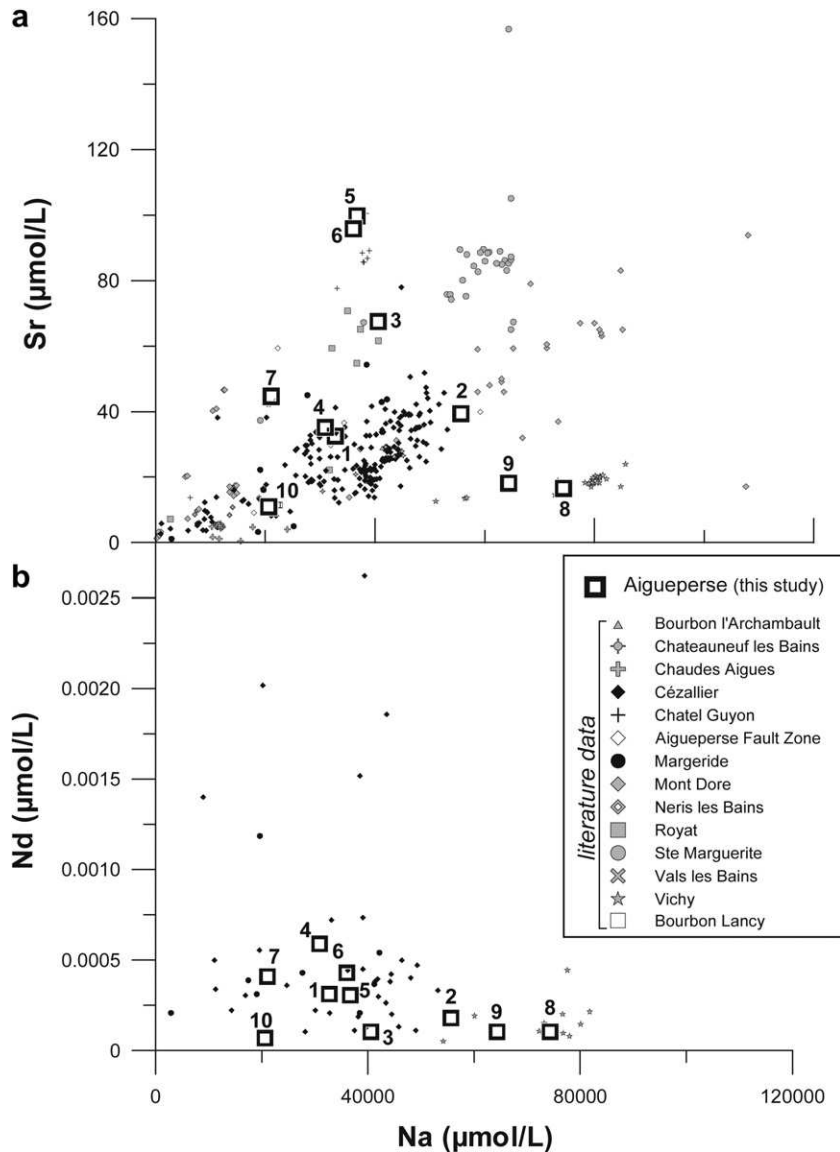 a
160
120
80
40
0
Sr (µmol/L)
5
6
3
7
4
2
1
9
8
10
b
0.0025
0.0020
0.0015
0.0010
0.0005
0
Nd (µmol/L)
4
6
7
1
5
2
9
8
10
3
0
40000
80000
120000
Na (µmol/L)
Aigueperse (this study)
literature data
Bourbon l'Archambault
Chateauneuf les Bains
Chaudes Aigues
Cézallier
Chatel Guyon
Aigueperse Fault Zone
Margeride
Mont Dore
Neris les Bains
Royat
Ste Marguerite
Vals les Bains
Vichy
Bourbon Lancy